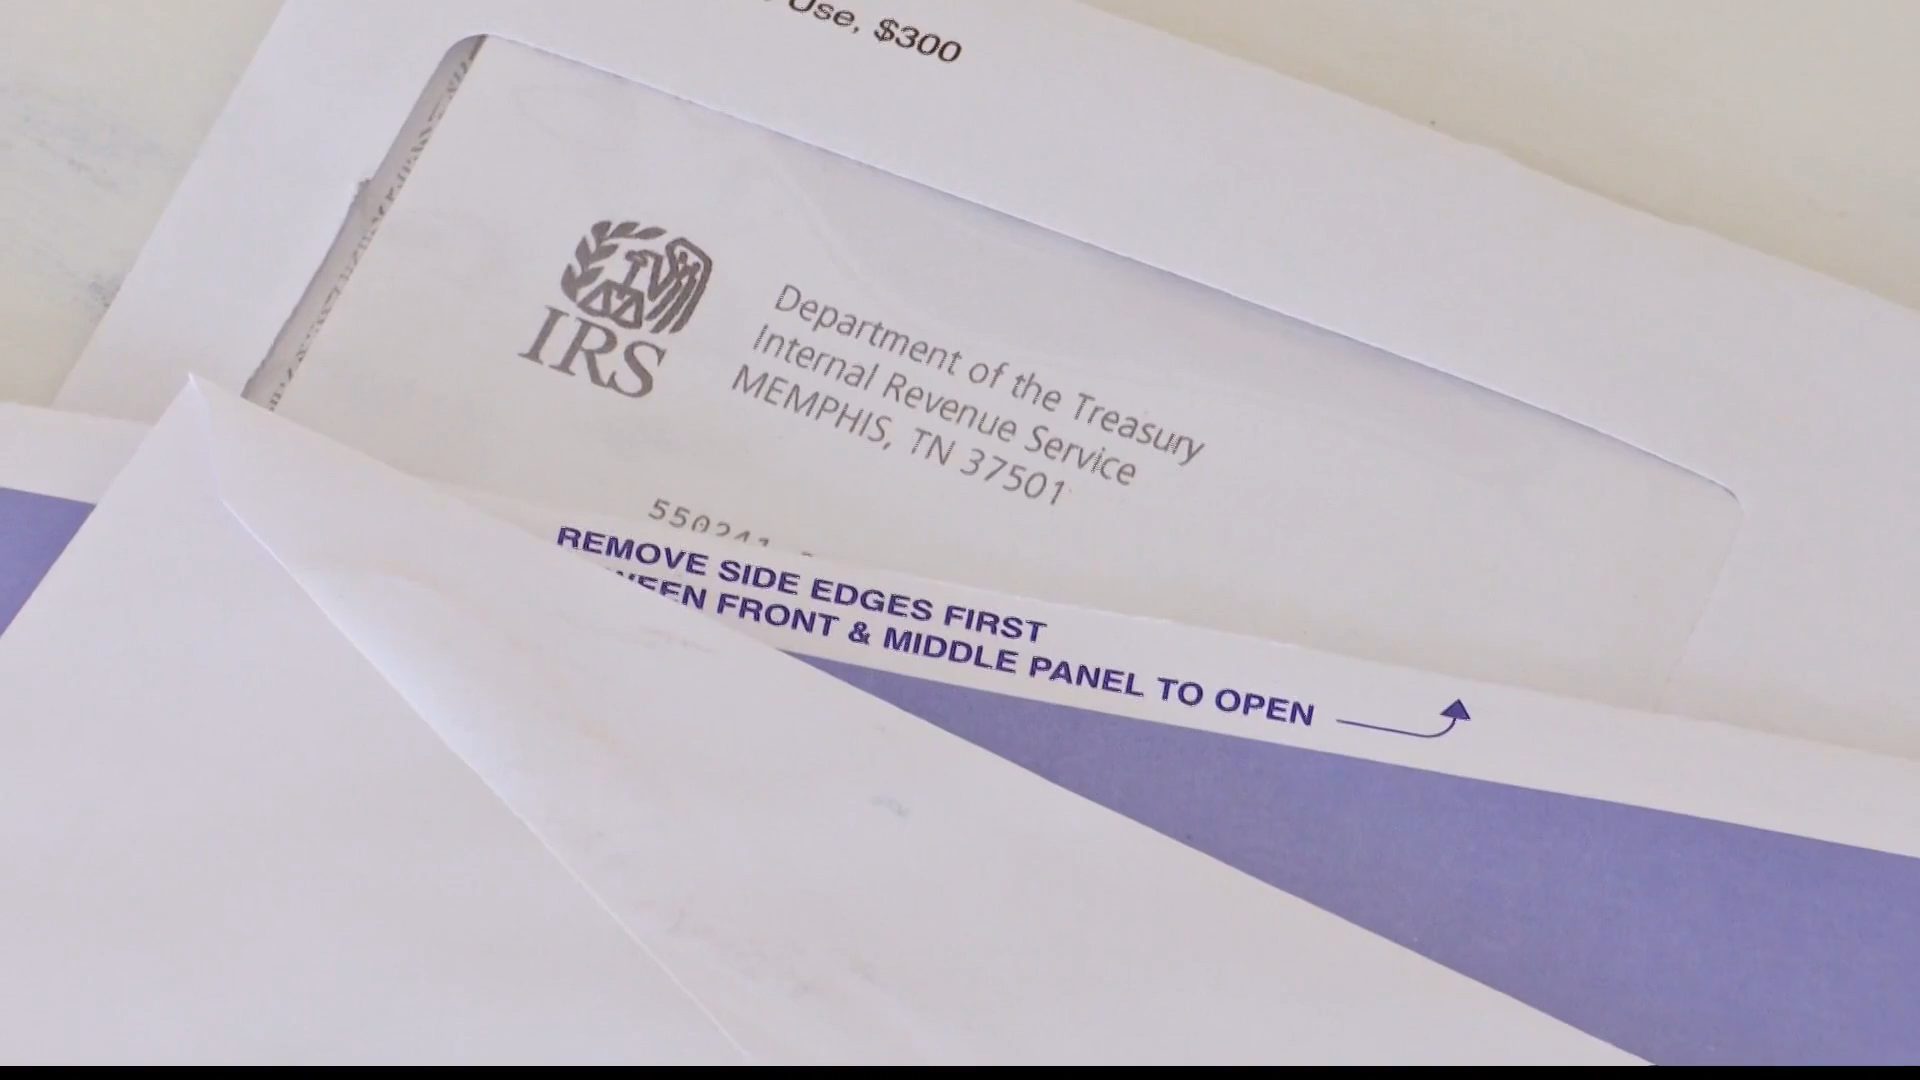 Use, $300
IRS
Department of the Treasury
Internal Revenue Service
MEMPHIS, TN 37501
550241
REMOVE SIDE EDGES FIRST
FRONT & MIDDLE PANEL TO OPEN